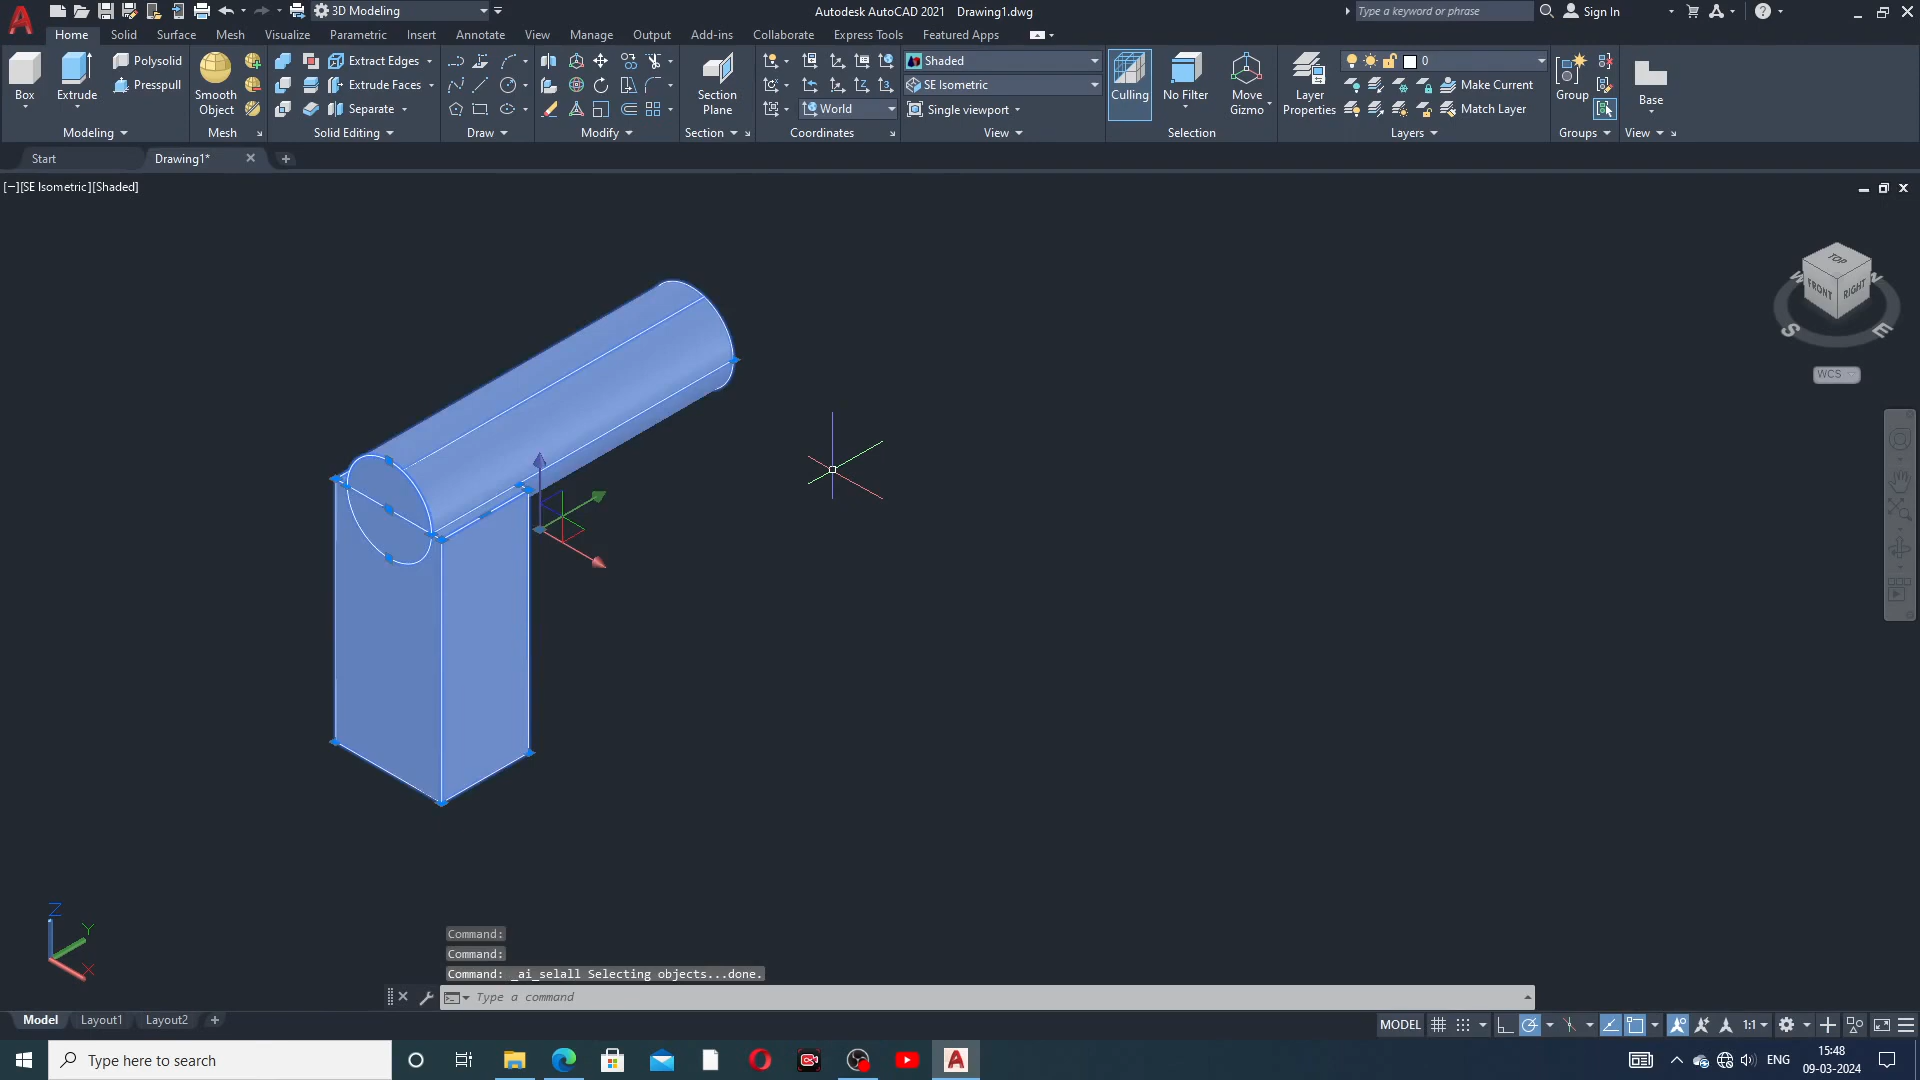 3D Modeling
Autodesk AutoCAD 2021 Drawing1.dwg
Type a keyword or phrase
Sign In
Home Solid Surface Mesh Visualize Parametric Insert Annotate View Manage Output Add-ins Collaborate Express Tools Featured Apps
Box
Extrude
Polysolid
Presspull
Modeling
Smooth
Object
Mesh
Extract Edges
Extrude Faces
Separate
Solid Editing
Draw
Modify
Section
Plane
Section
World
Coordinates
Shaded
SE Isometric
Single viewport
View
Culling
No Filter
Move
Gizmo
Selection
Layer
Properties
0
Make Current
Match Layer
Layers
Group
Groups
Base
View
Start
Drawing1*
[−][SE Isometric][Shaded]
TOP
FRONT
RIGHT
W
N
S
E
WCS
Z
Y
X
Command:
Command:
Command: _ai_selall Selecting objects...done.
Type a command
Model
Layout1
Layout2
MODEL
1:1
Type here to search
ENG
15:48
09-03-2024